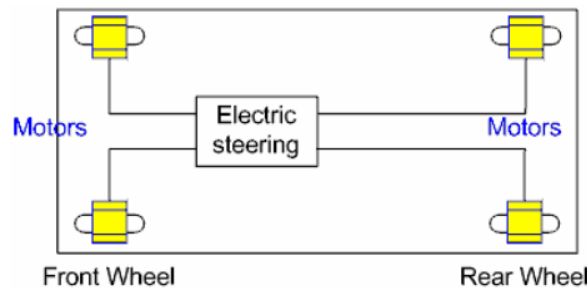 Electric
steering
Motors
Motors
Front Wheel
Rear Wheel